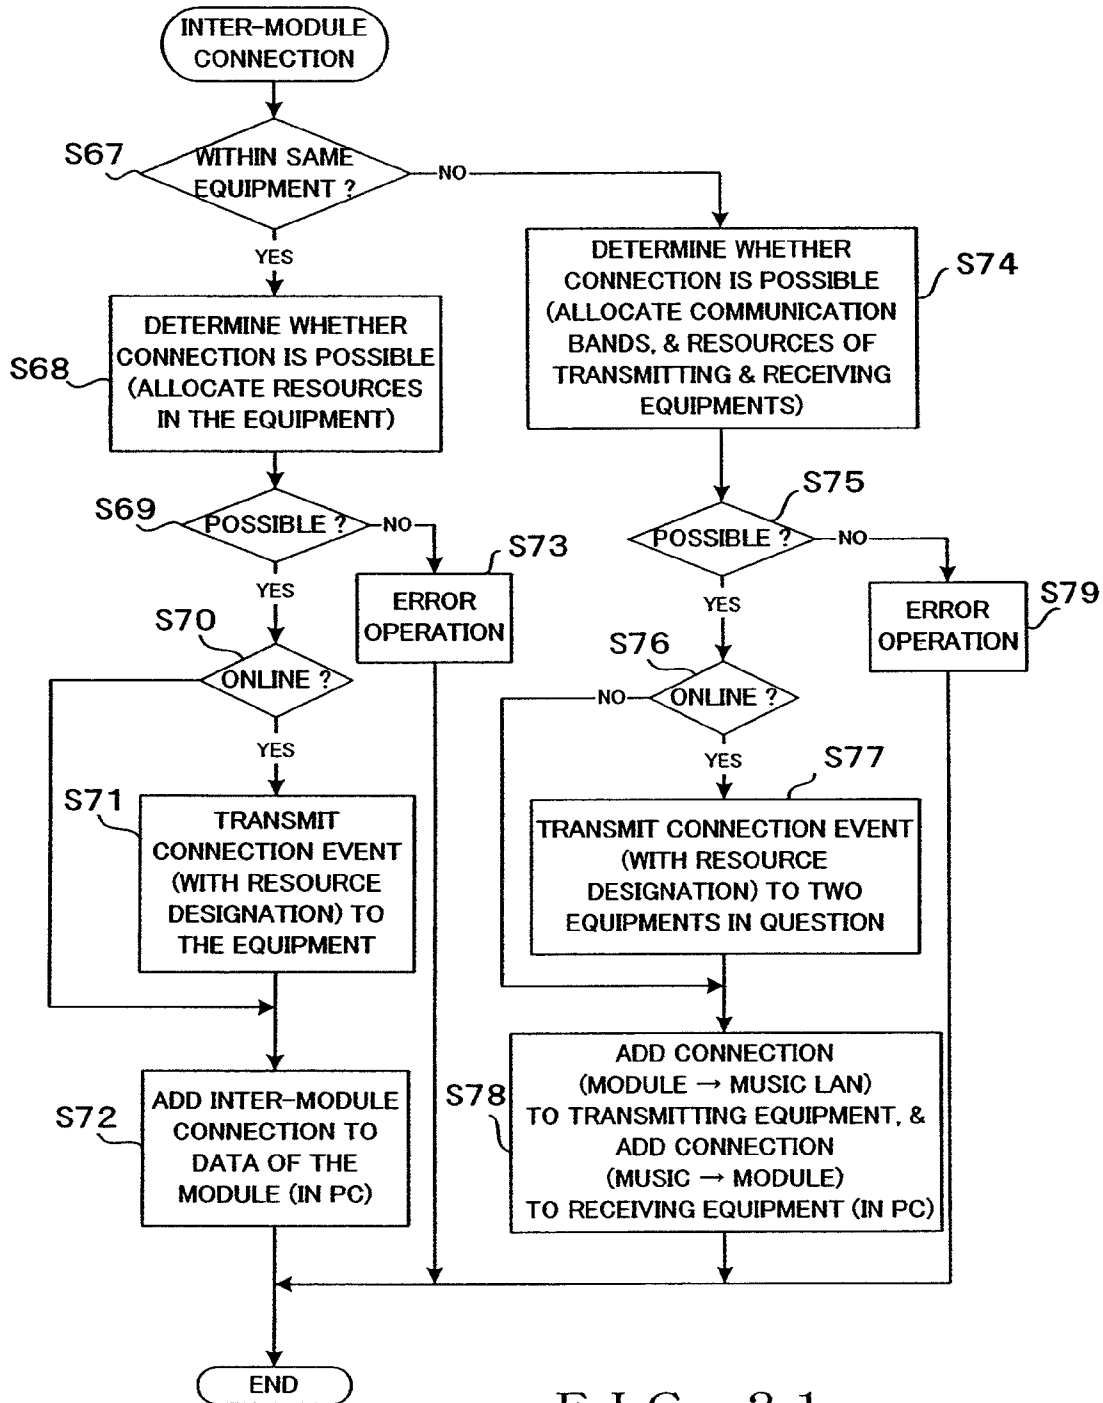 INTER-MODULE
CONNECTION
S67
WITHIN SAME
EQUIPMENT ?
NO
YES
S68
DETERMINE WHETHER
CONNECTION IS POSSIBLE
(ALLOCATE RESOURCES
IN THE EQUIPMENT)
S69
POSSIBLE ?
NO
YES
S73
ERROR
OPERATION
S70
ONLINE ?
YES
S71
TRANSMIT
CONNECTION EVENT
(WITH RESOURCE
DESIGNATION) TO
THE EQUIPMENT
S72
ADD INTER-MODULE
CONNECTION TO
DATA OF THE
MODULE (IN PC)
S74
DETERMINE WHETHER
CONNECTION IS POSSIBLE
(ALLOCATE COMMUNICATION
BANDS, & RESOURCES OF
TRANSMITTING & RECEIVING
EQUIPMENTS)
S75
POSSIBLE ?
NO
YES
S79
ERROR
OPERATION
S76
ONLINE ?
NO
YES
S77
TRANSMIT CONNECTION EVENT
(WITH RESOURCE
DESIGNATION) TO TWO
EQUIPMENTS IN QUESTION
S78
ADD CONNECTION
(MODULE → MUSIC LAN)
TO TRANSMITTING EQUIPMENT, &
ADD CONNECTION
(MUSIC → MODULE)
TO RECEIVING EQUIPMENT (IN PC)
END